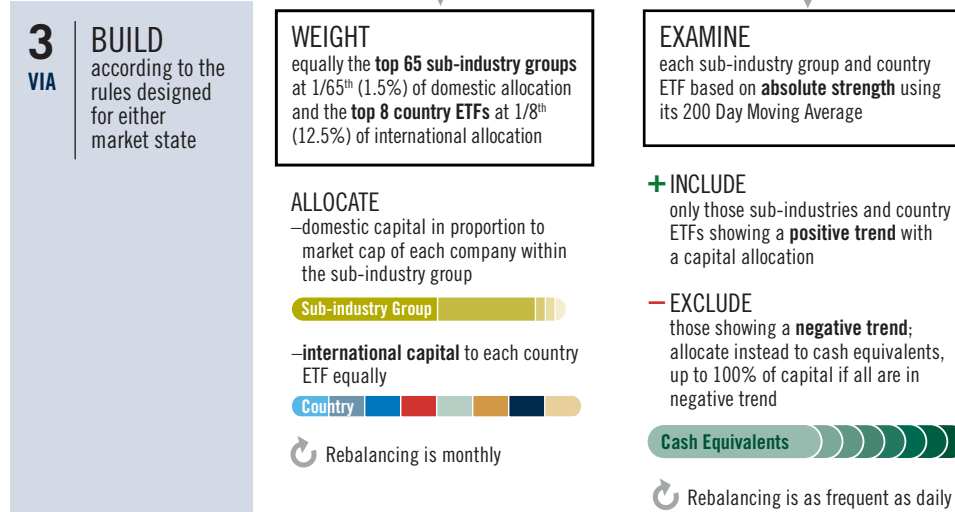 3
VIA
BUILD
according to the
rules designed
for either
market state
WEIGHT
equally the top 65 sub-industry groups
at 1/65th (1.5%) of domestic allocation
and the top 8 country ETFs at 1/8th
(12.5%) of international allocation
ALLOCATE
–domestic capital in proportion to
market cap of each company within
the sub-industry group
Sub-industry Group
–international capital to each country
ETF equally
Country
Rebalancing is monthly
EXAMINE
each sub-industry group and country
ETF based on absolute strength using
its 200 Day Moving Average
+ INCLUDE
only those sub-industries and country
ETFs showing a positive trend with
a capital allocation
– EXCLUDE
those showing a negative trend;
allocate instead to cash equivalents,
up to 100% of capital if all are in
negative trend
Cash Equivalents
Rebalancing is as frequent as daily